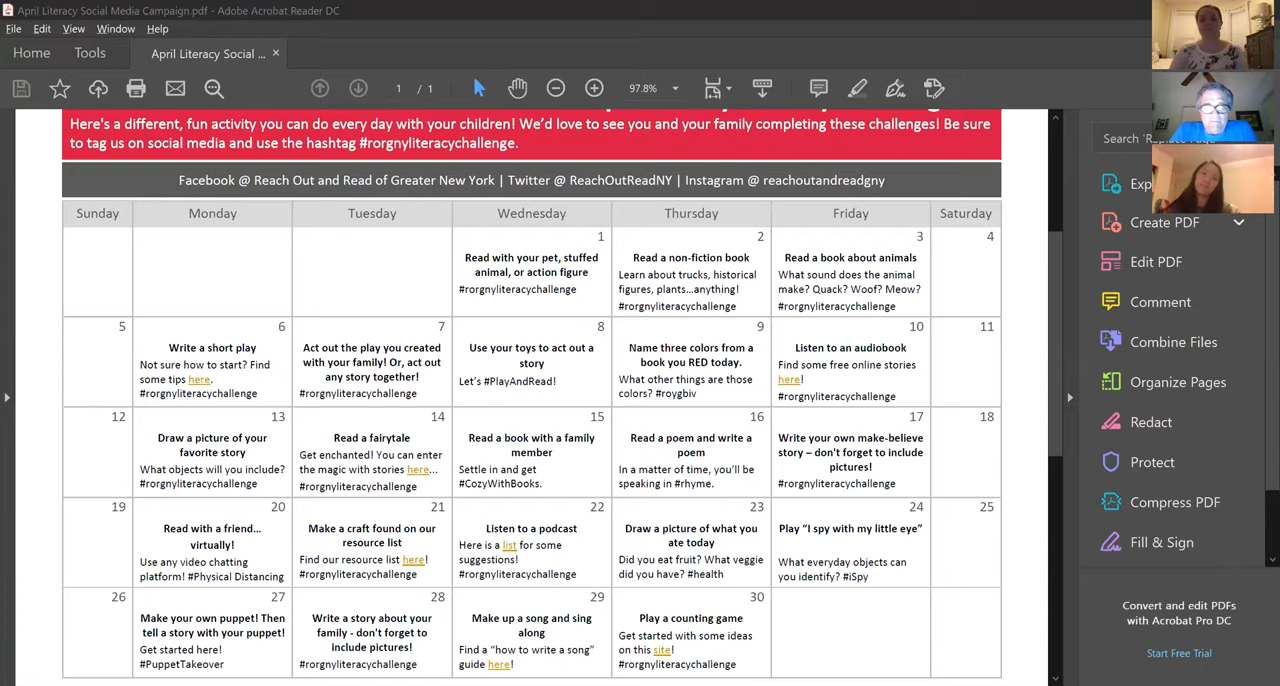 April Literacy Social Media Campaign.pdf - Adobe Acrobat Reader DC
File Edit View Window Help
Home Tools April Literacy Social ... ×
1 / 1 97.8%
Here's a different, fun activity you can do every day with your children! We'd love to see you and your family completing these challenges! Be sure
to tag us on social media and use the hashtag #rorgnyliteracychallenge.
Facebook @ Reach Out and Read of Greater New York | Twitter @ ReachOutReadNY | Instagram @ reachoutandreadgny
Sunday Monday Tuesday Wednesday Thursday Friday Saturday
1
Read with your pet, stuffed
animal, or action figure
#rorgnyliteracychallenge
2
Read a non-fiction book
Learn about trucks, historical
figures, plants...anything!
#rorgnyliteracychallenge
3
Read a book about animals
What sound does the animal
make? Quack? Woof? Meow?
#rorgnyliteracychallenge
4
5
6
Write a short play
Not sure how to start? Find
some tips here.
#rorgnyliteracychallenge
7
Act out the play you created
with your family! Or, act out
any story together!
#rorgnyliteracychallenge
8
Use your toys to act out a
story
Let's #PlayAndRead!
9
Name three colors from a
book you RED today.
What other things are those
colors? #roygbiv
10
Listen to an audiobook
Find some free online stories
here!
#rorgnyliteracychallenge
11
12
13
Draw a picture of your
favorite story
What objects will you include?
#rorgnyliteracychallenge
14
Read a fairytale
Get enchanted! You can enter
the magic with stories here...
#rorgnyliteracychallenge
15
Read a book with a family
member
Settle in and get
#CozyWithBooks.
16
Read a poem and write a
poem
In a matter of time, you'll be
speaking in #rhyme.
17
Write your own make-believe
story – don't forget to include
pictures!
#rorgnyliteracychallenge
18
19
20
Read with a friend...
virtually!
Use any video chatting
platform! #Physical Distancing
21
Make a craft found on our
resource list
Find our resource list here!
#rorgnyliteracychallenge
22
Listen to a podcast
Here is a list for some
suggestions!
#rorgnyliteracychallenge
23
Draw a picture of what you
ate today
Did you eat fruit? What veggie
did you have? #health
24
Play "I spy with my little eye"
What everyday objects can
you identify? #iSpy
25
26
27
Make your own puppet! Then
tell a story with your puppet!
Get started here!
#PuppetTakeover
28
Write a story about your
family - don't forget to
include pictures!
#rorgnyliteracychallenge
29
Make up a song and sing
along
Find a "how to write a song"
guide here!
30
Play a counting game
Get started with some ideas
on this site!
#rorgnyliteracychallenge
Search
Exp
Create PDF
Edit PDF
Comment
Combine Files
Organize Pages
Redact
Protect
Compress PDF
Fill & Sign
Convert and edit PDFs
with Acrobat Pro DC
Start Free Trial